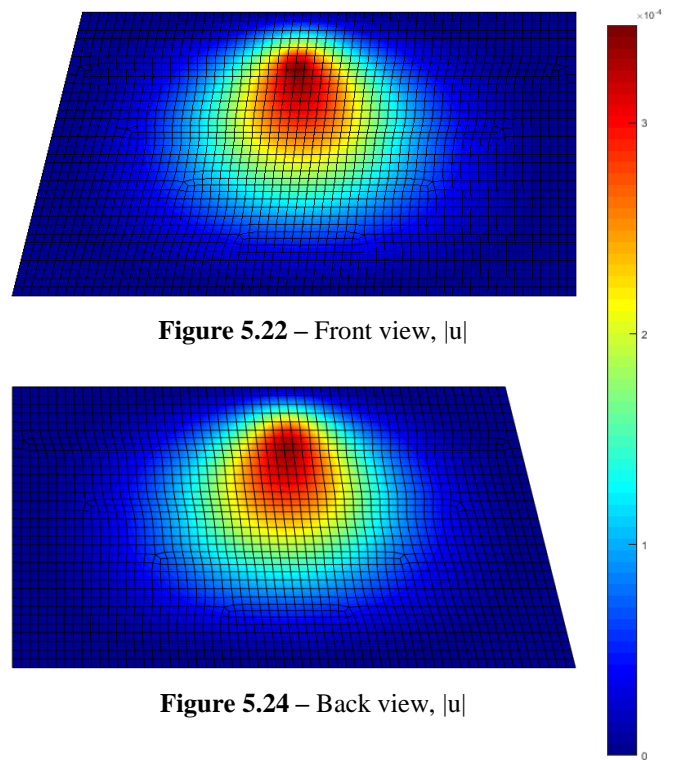 ×10⁻⁴
3
Figure 5.22 – Front view, |u|
2
1
Figure 5.24 – Back view, |u|
0